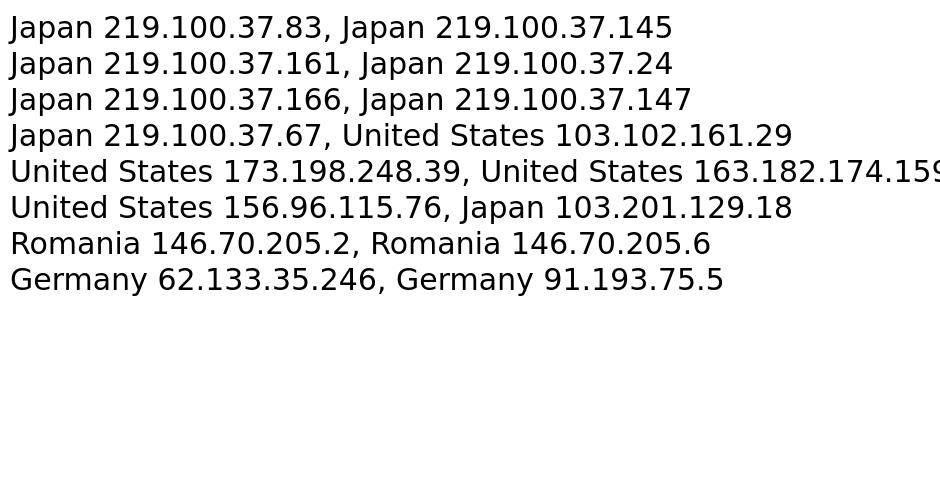 Japan 219.100.37.83, Japan 219.100.37.145
Japan 219.100.37.161, Japan 219.100.37.24
Japan 219.100.37.166, Japan 219.100.37.147
Japan 219.100.37.67, United States 103.102.161.29
United States 173.198.248.39, United States 163.182.174.159
United States 156.96.115.76, Japan 103.201.129.18
Romania 146.70.205.2, Romania 146.70.205.6
Germany 62.133.35.246, Germany 91.193.75.5